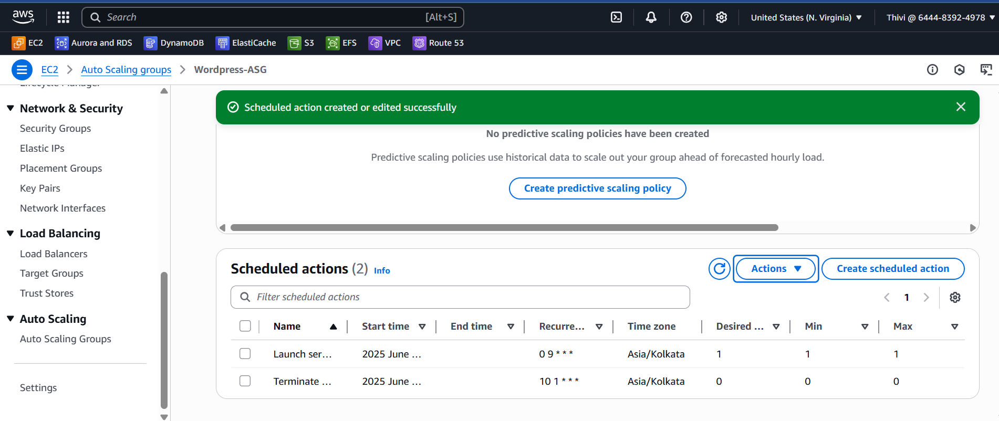 aws
Search [Alt+S]
United States (N. Virginia)
Thivi @ 6444-8392-4978
EC2 Aurora and RDS DynamoDB ElastiCache S3 EFS VPC Route 53
EC2 > Auto Scaling groups > Wordpress-ASG
Lifecycle Manager
Network & Security
Security Groups
Elastic IPs
Placement Groups
Key Pairs
Network Interfaces
Load Balancing
Load Balancers
Target Groups
Trust Stores
Auto Scaling
Auto Scaling Groups
Settings
Scheduled action created or edited successfully
No predictive scaling policies have been created
Predictive scaling policies use historical data to scale out your group ahead of forecasted hourly load.
Create predictive scaling policy
Scheduled actions (2) Info
Actions
Create scheduled action
Filter scheduled actions
1
Name Start time End time Recurre... Time zone Desired ... Min Max
Launch ser... 2025 June ... 0 9 * * * Asia/Kolkata 1 1 1
Terminate ... 2025 June ... 10 1 * * * Asia/Kolkata 0 0 0